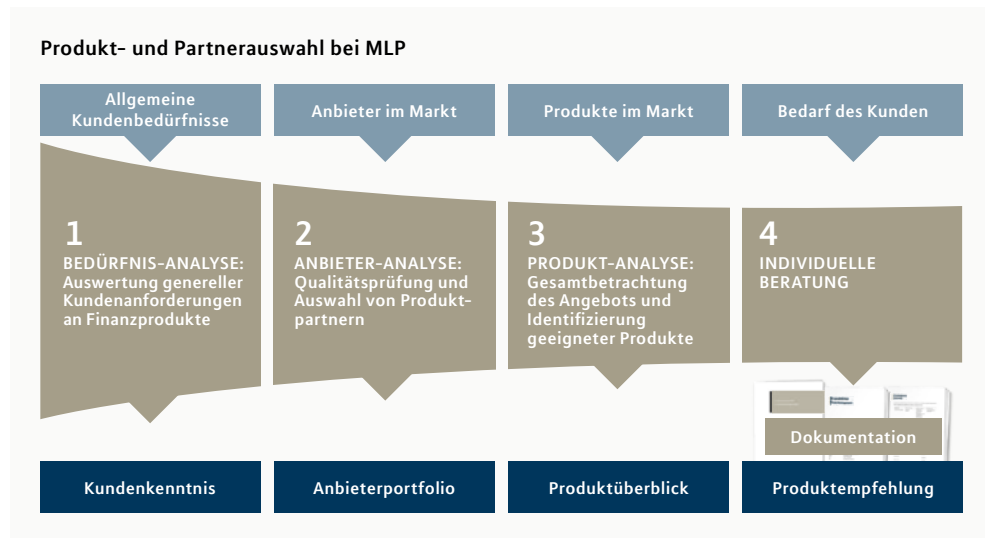 Produkt- und Partnerauswahl bei MLP
Allgemeine
Kundenbedürfnisse
Anbieter im Markt
Produkte im Markt
Bedarf des Kunden
1
BEDÜRFNIS-ANALYSE:
Auswertung genereller
Kundenanforderungen
an Finanzprodukte
2
ANBIETER-ANALYSE:
Qualitätsprüfung und
Auswahl von Produkt-
partnern
3
PRODUKT-ANALYSE:
Gesamtbetrachtung
des Angebots und
Identifizierung
geeigneter Produkte
4
INDIVIDUELLE
BERATUNG
Dokumentation
Kundenkenntnis
Anbieterportfolio
Produktüberblick
Produktempfehlung